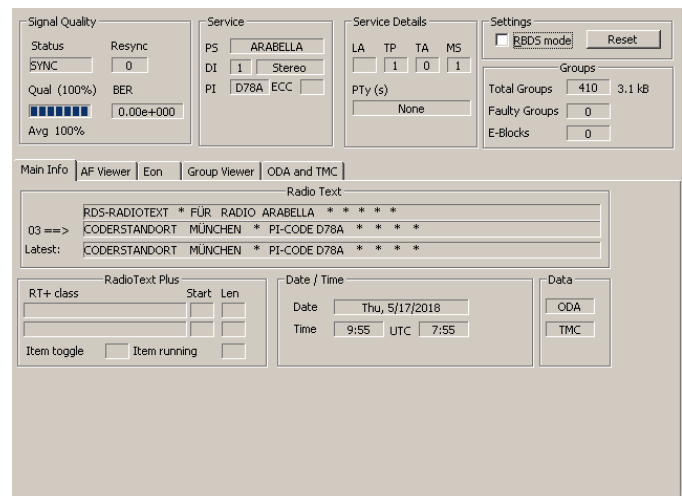 Signal Quality
Status Resync
SYNC 0
Qual (100%) BER
0.00e+000
Avg 100%
Service
PS ARABELLA
DI 1 Stereo
PI D78A ECC
Service Details
LA TP TA MS
1 0 1
PTy (s)
None
Settings
RBDS mode Reset
Groups
Total Groups 410 3.1 kB
Faulty Groups 0
E-Blocks 0
Main Info AF Viewer Eon Group Viewer ODA and TMC
Radio Text
RDS-RADIOTEXT * FÜR RADIO ARABELLA * * * * *
03 ==> CODERSTANDORT MÜNCHEN * PI-CODE D78A * * * *
Latest: CODERSTANDORT MÜNCHEN * PI-CODE D78A * * * *
RadioText Plus
RT+ class Start Len
Item toggle Item running
Date / Time
Date Thu, 5/17/2018
Time 9:55 UTC 7:55
Data
ODA
TMC